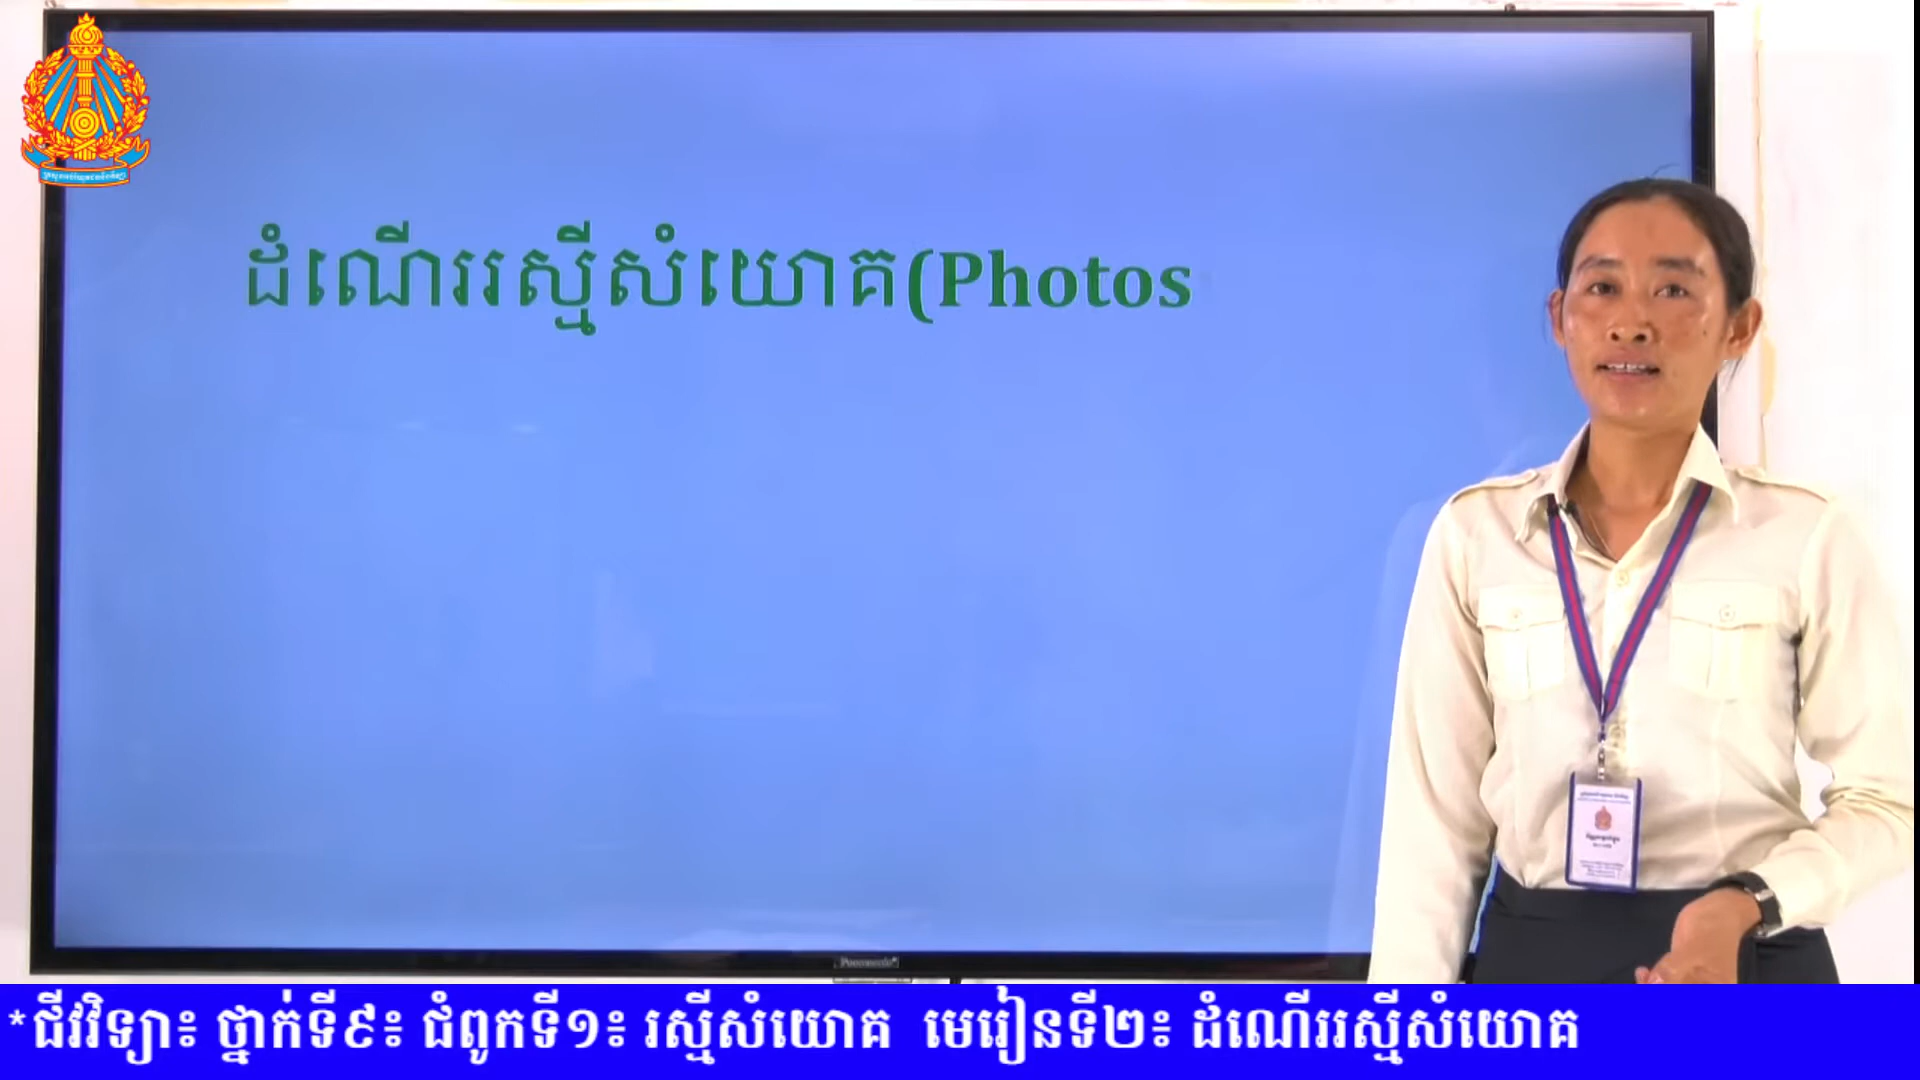 ដំណើររស្មីសំយោគ(Photos
*ជីវវិទ្យា៖ ថ្នាក់ទី៩៖ ជំពូកទី១៖ រស្មីសំយោគ មេរៀនទី២៖ ដំណើររស្មីសំយោគ